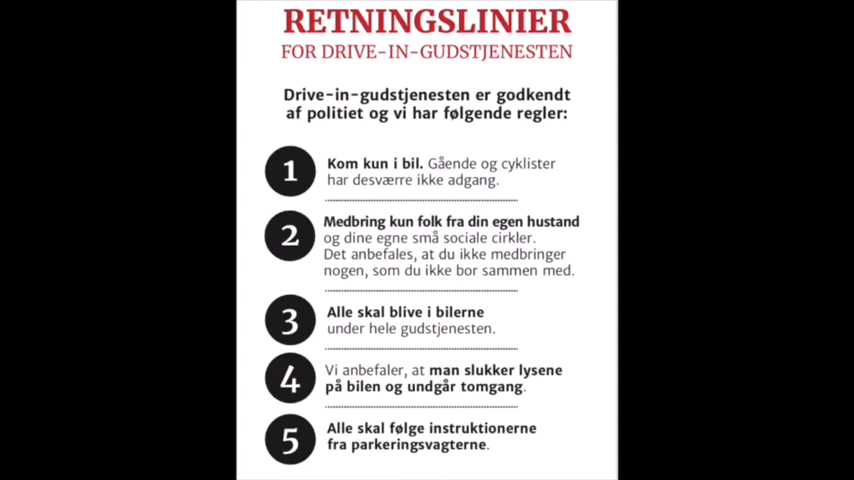 RETNINGSLINIER
FOR DRIVE-IN-GUDSTJENESTEN
Drive-in-gudstjenesten er godkendt
af politiet og vi har følgende regler:
1
Kom kun i bil. Gående og cyklister
har desværre ikke adgang.
2
Medbring kun folk fra din egen hustand
og dine egne små sociale cirkler.
Det anbefales, at du ikke medbringer
nogen, som du ikke bor sammen med.
3
Alle skal blive i bilerne
under hele gudstjenesten.
4
Vi anbefaler, at man slukker lysene
på bilen og undgår tomgang.
5
Alle skal følge instruktionerne
fra parkeringsvagterne.